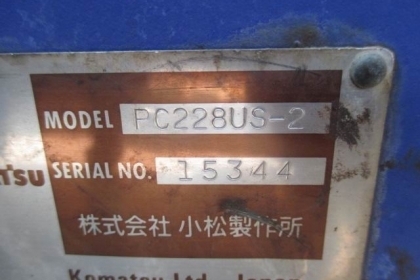 MODEL PC228US-2
SERIAL NO. 15344
株式会社 小松製作所
Komatsu Ltd. Japan